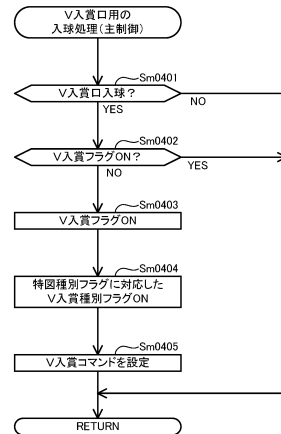 V入賞口用の
入球処理(主制御)
Sm0401
V入賞口入球？
NO
YES
Sm0402
V入賞フラグON？
YES
NO
Sm0403
V入賞フラグON
Sm0404
特図種別フラグに対応した
V入賞種別フラグON
Sm0405
V入賞コマンドを設定
RETURN